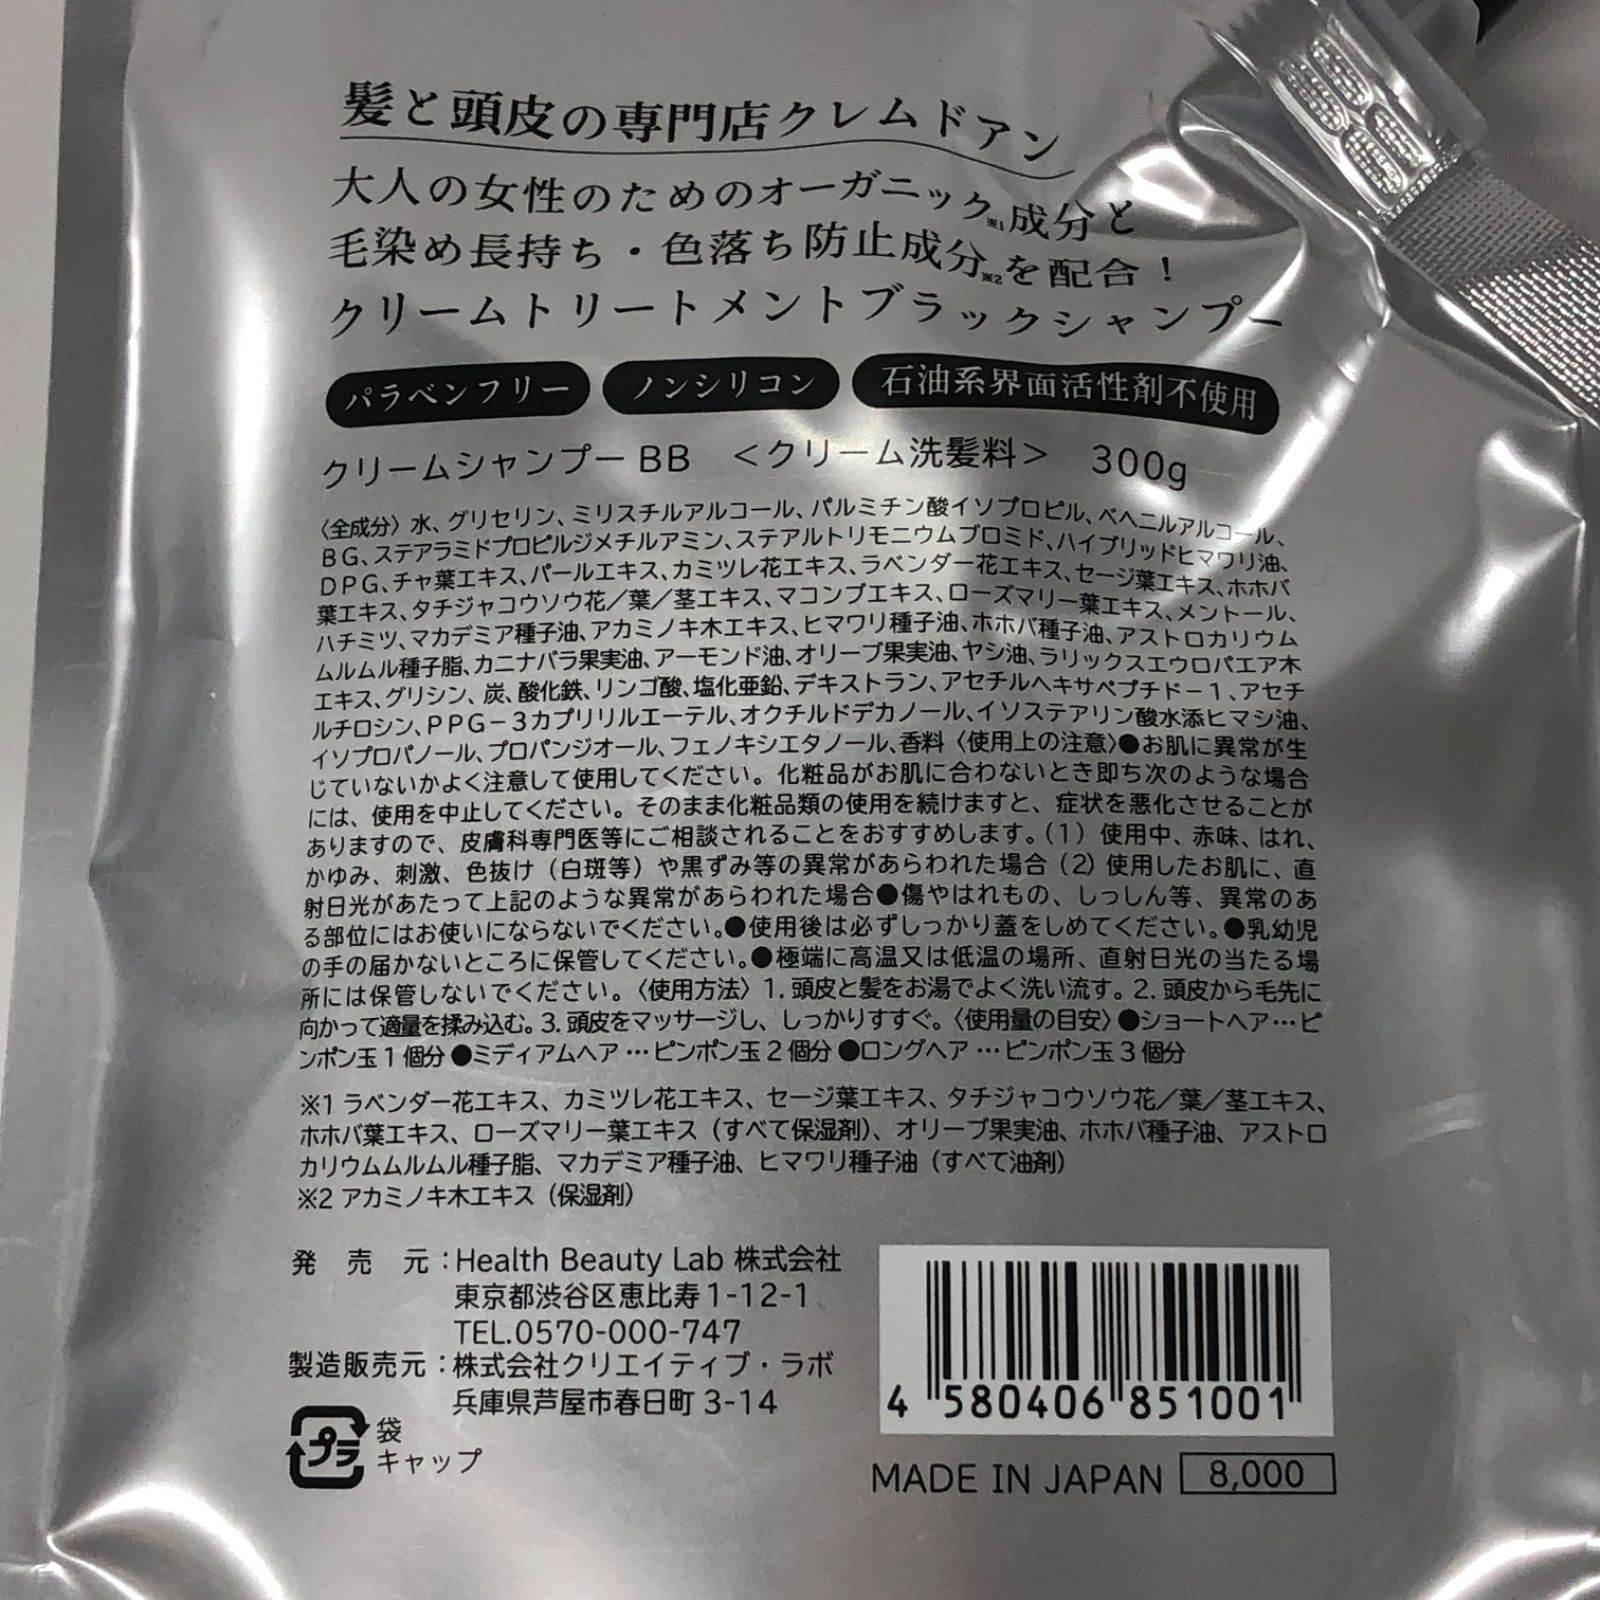 髪と頭皮の専門店クレムドアン
大人の女性のためのオーガニック※1成分と
毛染め長持ち・色落ち防止成分※2を配合！
クリームトリートメントブラックシャンプー
パラベンフリー ノンシリコン 石油系界面活性剤不使用
クリームシャンプーBB ＜クリーム洗髪料＞ 300g
〈全成分〉水、グリセリン、ミリスチルアルコール、パルミチン酸イソプロピル、ベヘニルアルコール、
BG、ステアラミドプロピルジメチルアミン、ステアルトリモニウムブロミド、ハイブリッドヒマワリ油、
DPG、チャ葉エキス、パールエキス、カミツレ花エキス、ラベンダー花エキス、セージ葉エキス、ホホバ
葉エキス、タチジャコウソウ花／葉／茎エキス、マコンブエキス、ローズマリー葉エキス、メントール、
ハチミツ、マカデミア種子油、アカミノキ木エキス、ヒマワリ種子油、ホホバ種子油、アストロカリウム
ムルムル種子脂、カニナバラ果実油、アーモンド油、オリーブ果実油、ヤシ油、ラリックスエウロパエア木
エキス、グリシン、炭、酸化鉄、リンゴ酸、塩化亜鉛、デキストラン、アセチルヘキサペプチド－1、アセチ
ルチロシン、PPG－3カプリリルエーテル、オクチルドデカノール、イソステアリン酸水添ヒマシ油、
イソプロパノール、プロパンジオール、フェノキシエタノール、香料〈使用上の注意〉●お肌に異常が生
じていないかよく注意して使用してください。化粧品がお肌に合わないとき即ち次のような場合
には、使用を中止してください。そのまま化粧品類の使用を続けますと、症状を悪化させることが
ありますので、皮膚科専門医等にご相談されることをおすすめします。（1）使用中、赤味、はれ、
かゆみ、刺激、色抜け（白斑等）や黒ずみ等の異常があらわれた場合（2）使用したお肌に、直
射日光があたって上記のような異常があらわれた場合●傷やはれもの、しっしん等、異常のあ
る部位にはお使いにならないでください。●使用後は必ずしっかり蓋をしめてください。●乳幼児
の手の届かないところに保管してください。●極端に高温又は低温の場所、直射日光の当たる場
所には保管しないでください。〈使用方法〉1. 頭皮と髪をお湯でよく洗い流す。2. 頭皮から毛先に
向かって適量を揉み込む。3. 頭皮をマッサージし、しっかりすすぐ。〈使用量の目安〉●ショートヘア…ピ
ンポン玉1個分●ミディアムヘア…ピンポン玉2個分●ロングヘア…ピンポン玉3個分
※1 ラベンダー花エキス、カミツレ花エキス、セージ葉エキス、タチジャコウソウ花／葉／茎エキス、
ホホバ葉エキス、ローズマリー葉エキス（すべて保湿剤）、オリーブ果実油、ホホバ種子油、アストロ
カリウムムルムル種子脂、マカデミア種子油、ヒマワリ種子油（すべて油剤）
※2 アカミノキ木エキス（保湿剤）
発売元：Health Beauty Lab 株式会社
東京都渋谷区恵比寿1-12-1
TEL.0570-000-747
製造販売元：株式会社クリエイティブ・ラボ
兵庫県芦屋市春日町3-14
プラ 袋
キャップ
4 580406 851001
MADE IN JAPAN 8,000